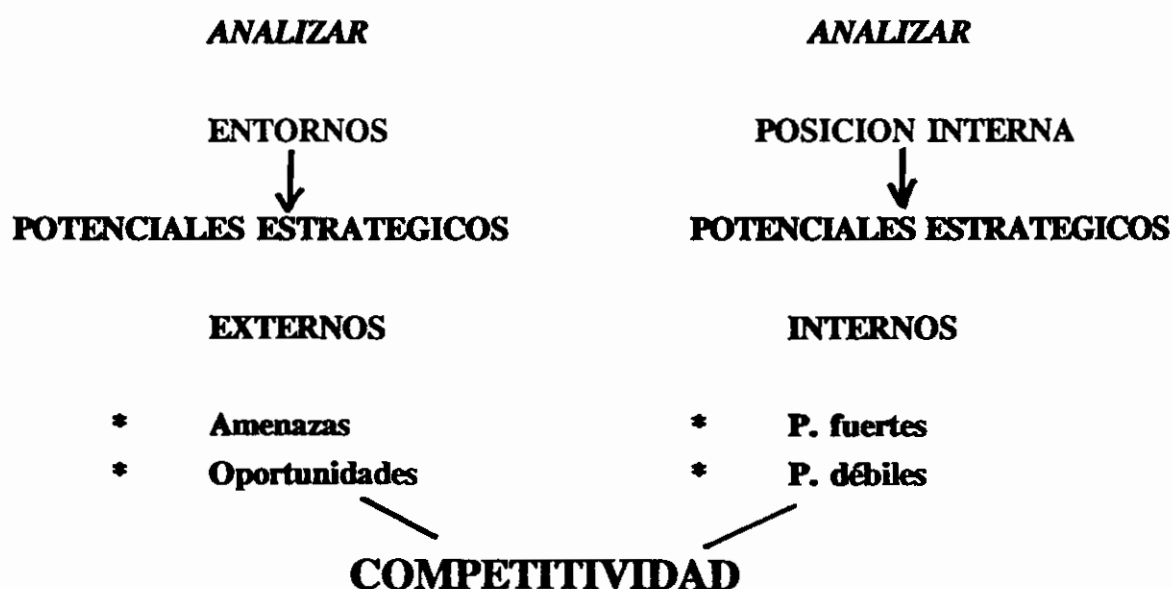 ANALIZAR
ENTORNOS
POTENCIALES ESTRATEGICOS
EXTERNOS
* Amenazas
* Oportunidades
ANALIZAR
POSICION INTERNA
POTENCIALES ESTRATEGICOS
INTERNOS
* P. fuertes
* P. débiles
COMPETITIVIDAD